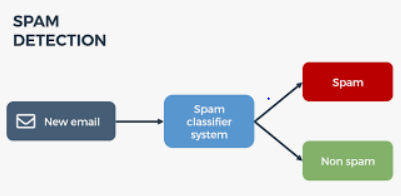 SPAM
DETECTION
New email
Spam
classifier
system
Spam
Non spam